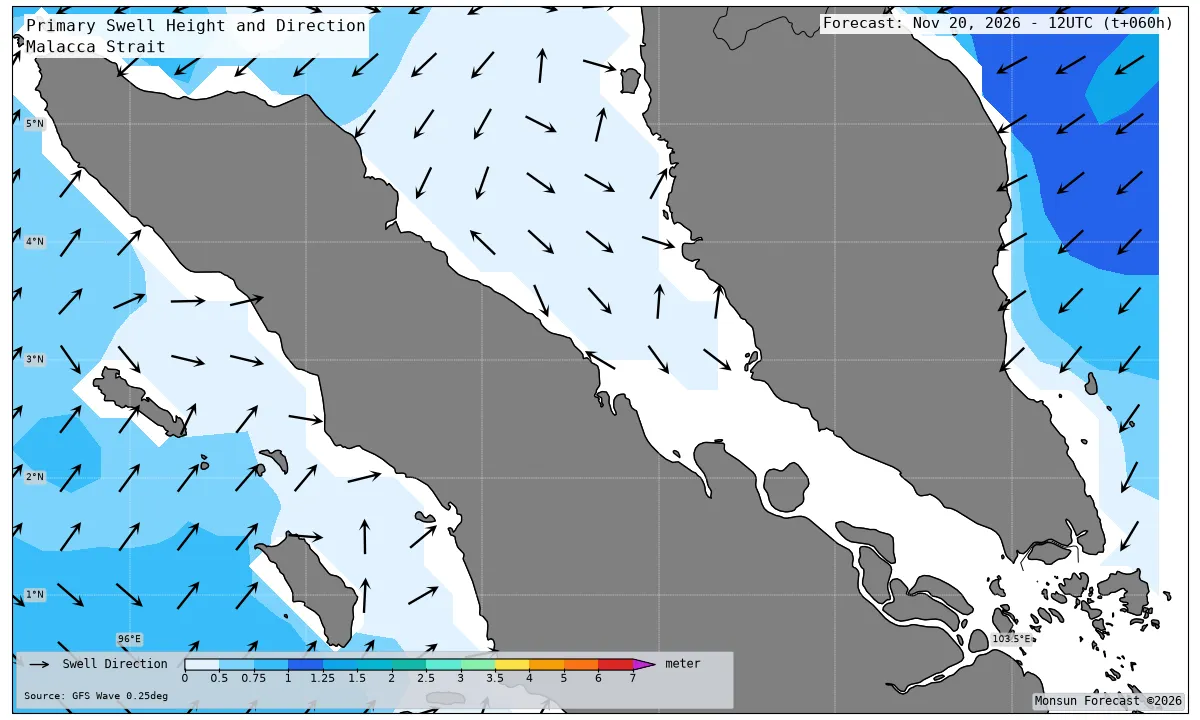 Primary Swell Height and Direction
Malacca Strait
Forecast: Nov 20, 2026 - 12UTC (t+060h)
5°N
4°N
3°N
2°N
1°N
96°E
103.5°E
Swell Direction
0 0.5 0.75 1 1.25 1.5 2 2.5 3 3.5 4 5 6 7
meter
Source: GFS Wave 0.25deg
Monsun Forecast ©2026